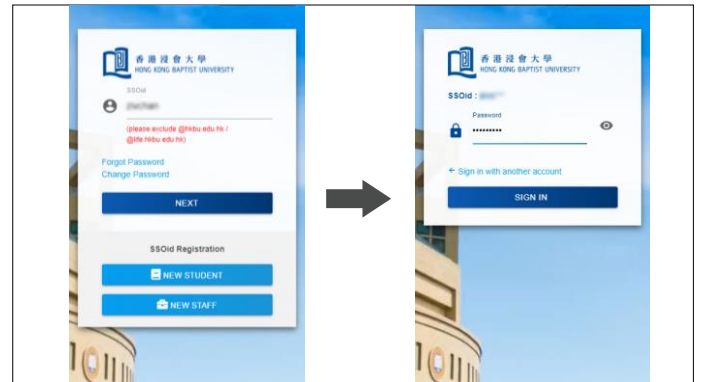 香港浸會大學
HONG KONG BAPTIST UNIVERSITY
SSOid
(please exclude @hkbu.edu.hk /
@life.hkbu.edu.hk)
Forgot Password
Change Password
NEXT
SSOid Registration
NEW STUDENT
NEW STAFF
香港浸會大學
HONG KONG BAPTIST UNIVERSITY
SSOid :
Password
•••••••••
← Sign in with another account
SIGN IN